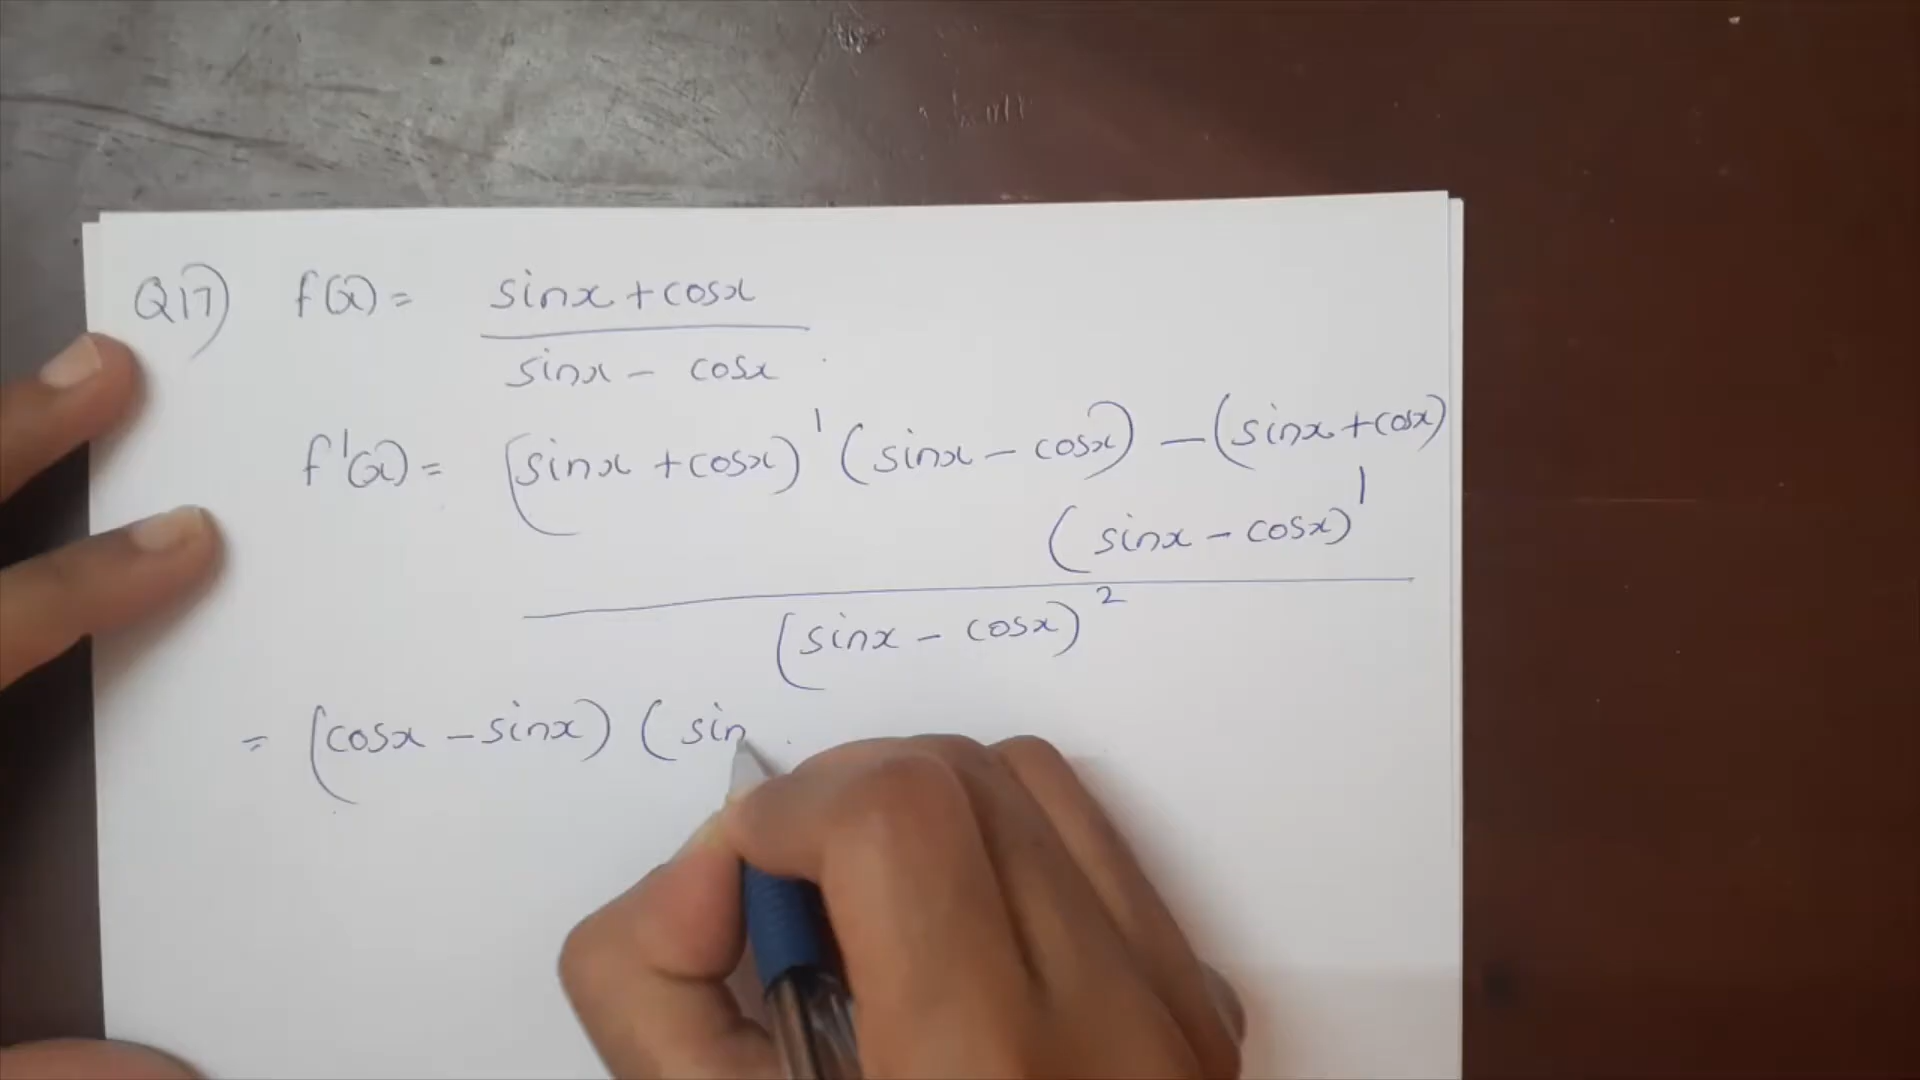 Q17) f(x) = sinx + cosx
sinx - cosx
f'(x) = (sinx + cosx)' (sinx - cosx) - (sinx + cosx)
(sinx - cosx)'
(sinx - cosx)²
= (cosx - sinx) (sin